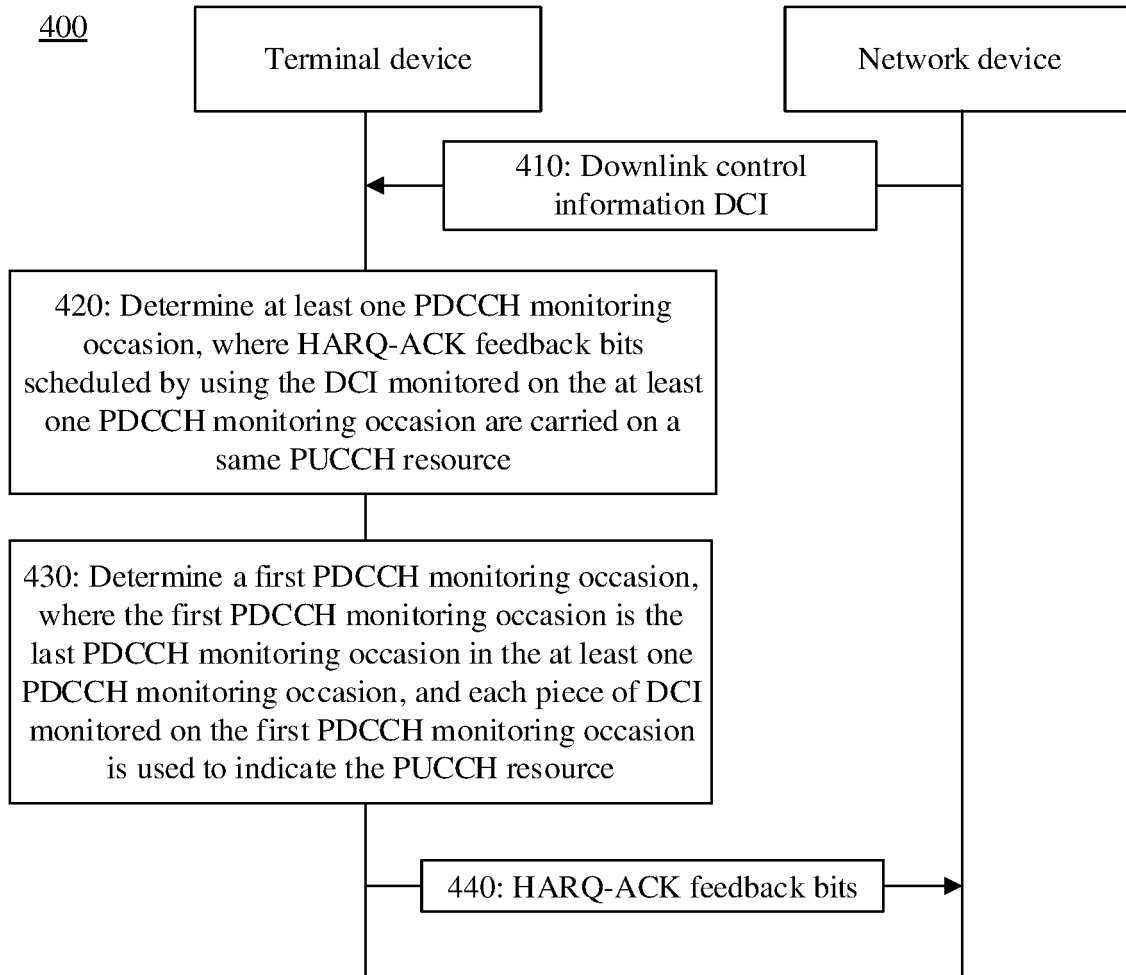 400
Terminal device
Network device
410: Downlink control
information DCI
420: Determine at least one PDCCH monitoring
occasion, where HARQ-ACK feedback bits
scheduled by using the DCI monitored on the at least
one PDCCH monitoring occasion are carried on a
same PUCCH resource
430: Determine a first PDCCH monitoring occasion,
where the first PDCCH monitoring occasion is the
last PDCCH monitoring occasion in the at least one
PDCCH monitoring occasion, and each piece of DCI
monitored on the first PDCCH monitoring occasion
is used to indicate the PUCCH resource
440: HARQ-ACK feedback bits